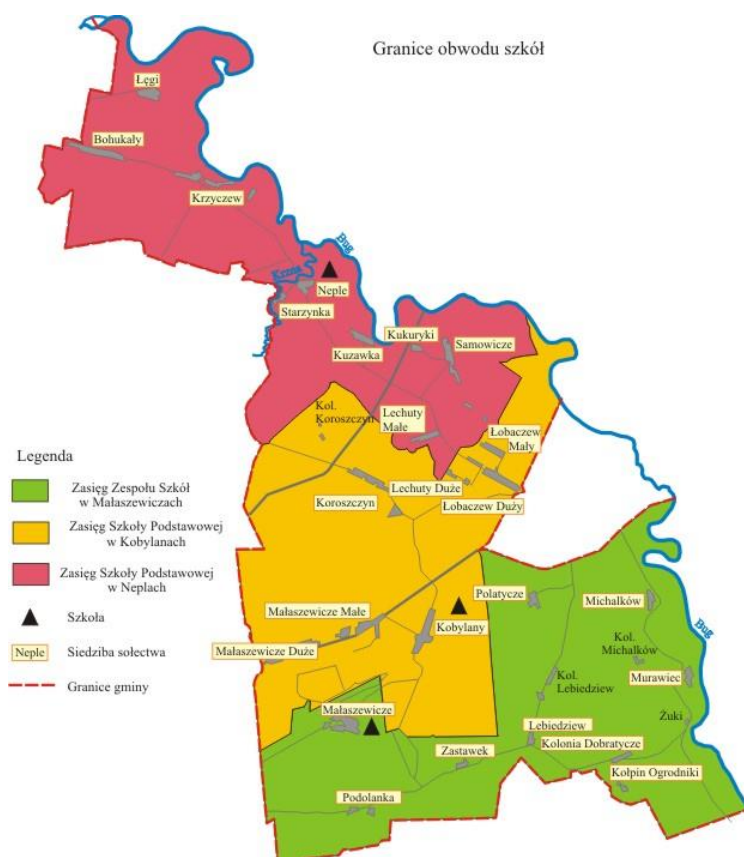 Granice obwodu szkół
Łęgi
Bohukały
Krzyczew
Bug
Krzna
Neple
Starzynka
Kukuryki
Kuzawka
Samowicze
Kol.
Koroszczyn
Lechuty
Małe
Łobaczew
Mały
Lechuty Duże
Koroszczyn
Łobaczew Duży
Legenda
Zasięg Zespołu Szkół
w Małaszewiczach
Zasięg Szkoły Podstawowej
w Kobylanach
Zasięg Szkoły Podstawowej
w Neplach
Szkoła
Neple
Siedziba sołectwa
Granice gminy
Małaszewicze Małe
Kobylany
Małaszewicze Duże
Polatycze
Michalków
Bug
Kol.
Michalków
Kol.
Lebiedziew
Murawiec
Żuki
Małaszewicze
Lebiedziew
Zastawek
Kolonia Dobratycze
Kołpin Ogrodniki
Podolanka